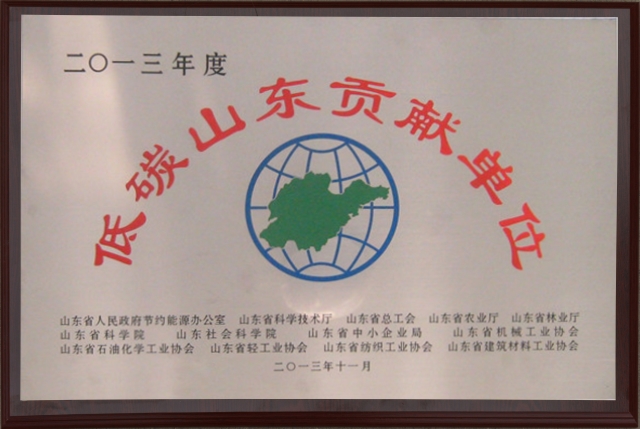 二〇一三年度
低碳山东贡献单位
山东省人民政府节约能源办公室 山东省科学技术厅 山东省总工会 山东省农业厅 山东省林业厅
山东省科学院 山东社会科学院 山东省中小企业局 山东省机械工业协会
山东省石油化学工业协会 山东省轻工业协会 山东省纺织工业协会 山东省建筑材料工业协会
二〇一三年十一月